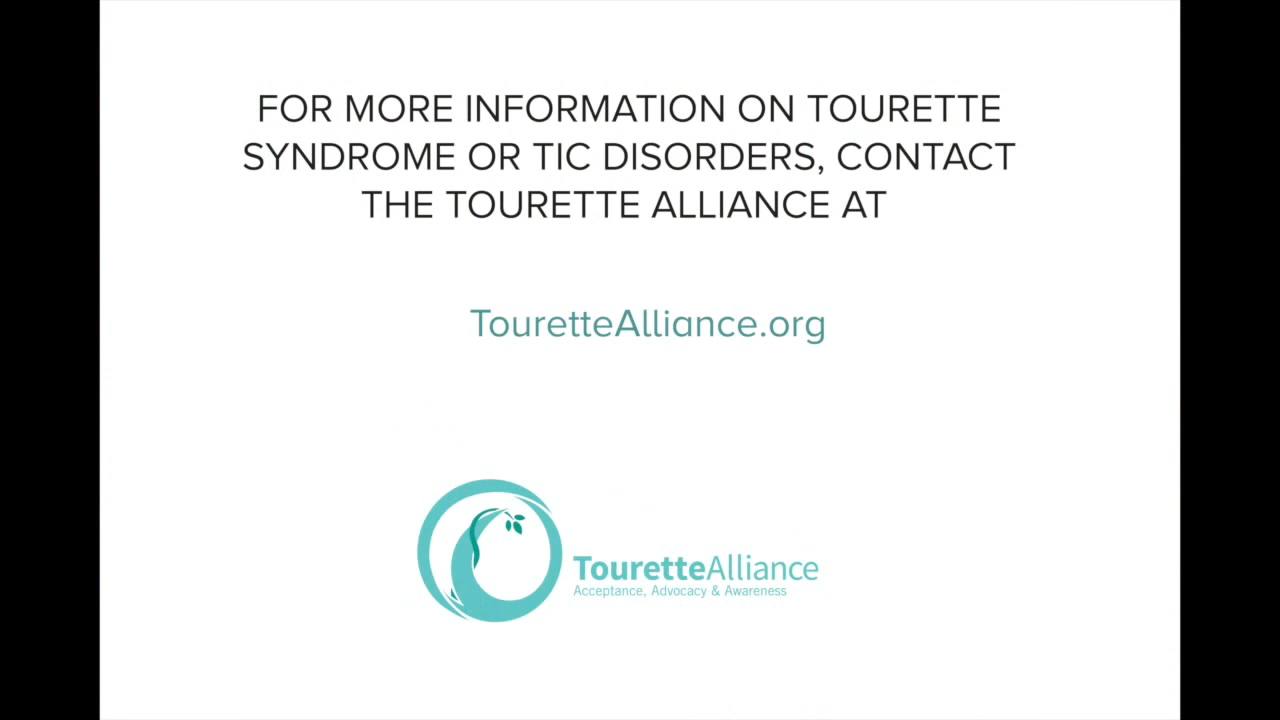 FOR MORE INFORMATION ON TOURETTE
SYNDROME OR TIC DISORDERS, CONTACT
THE TOURETTE ALLIANCE AT
TouretteAlliance.org
TouretteAlliance
Acceptance, Advocacy & Awareness